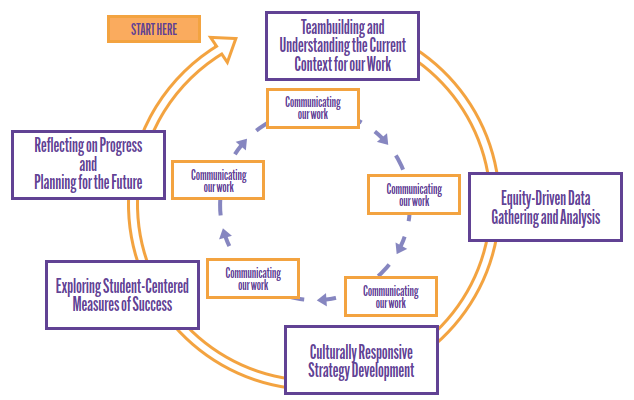 START HERE
Teambuilding and
Understanding the Current
Context for our Work
Communicating
our work
Equity-Driven Data
Gathering and Analysis
Communicating
our work
Culturally Responsive
Strategy Development
Communicating
our work
Exploring Student-Centered
Measures of Success
Communicating
our work
Reflecting on Progress
and
Planning for the Future
Communicating
our work